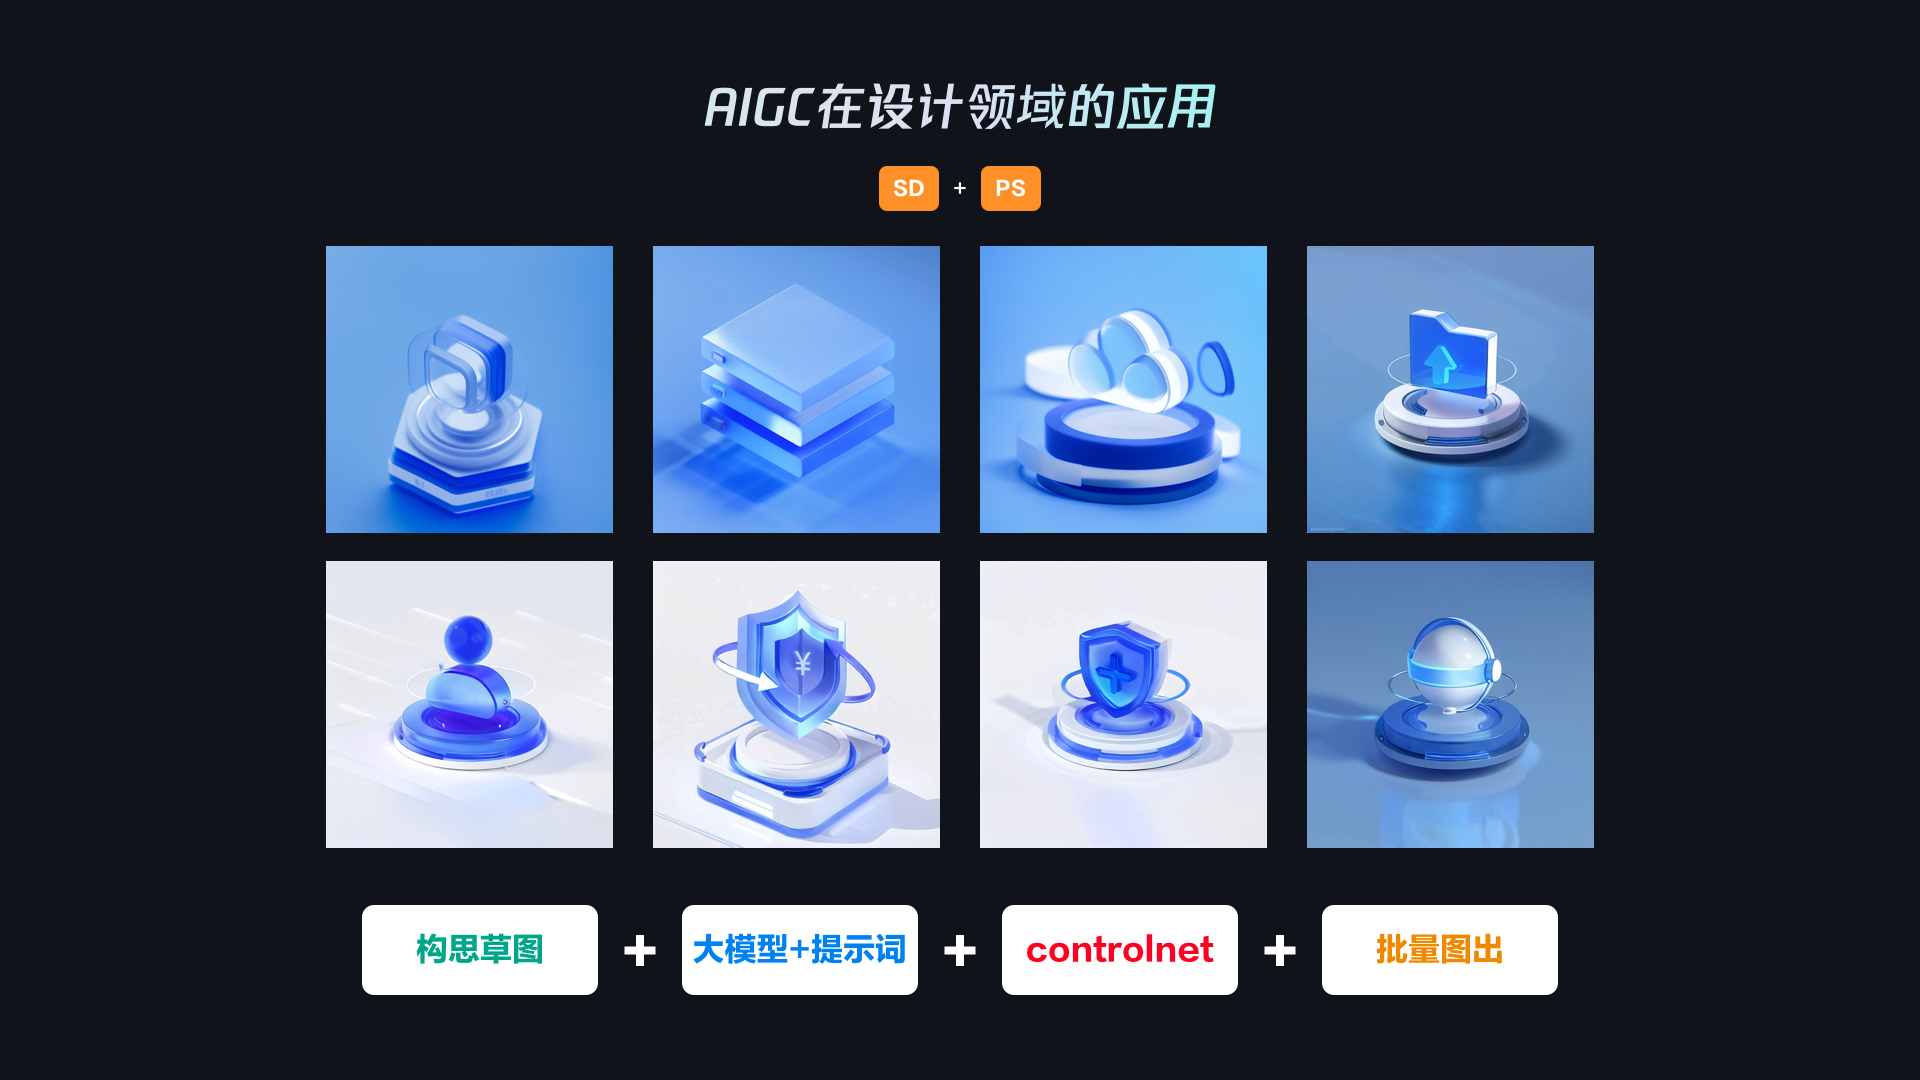 AIGC在设计领域的应用
SD + PS
¥
构思草图 + 大模型+提示词 + controlnet + 批量图出